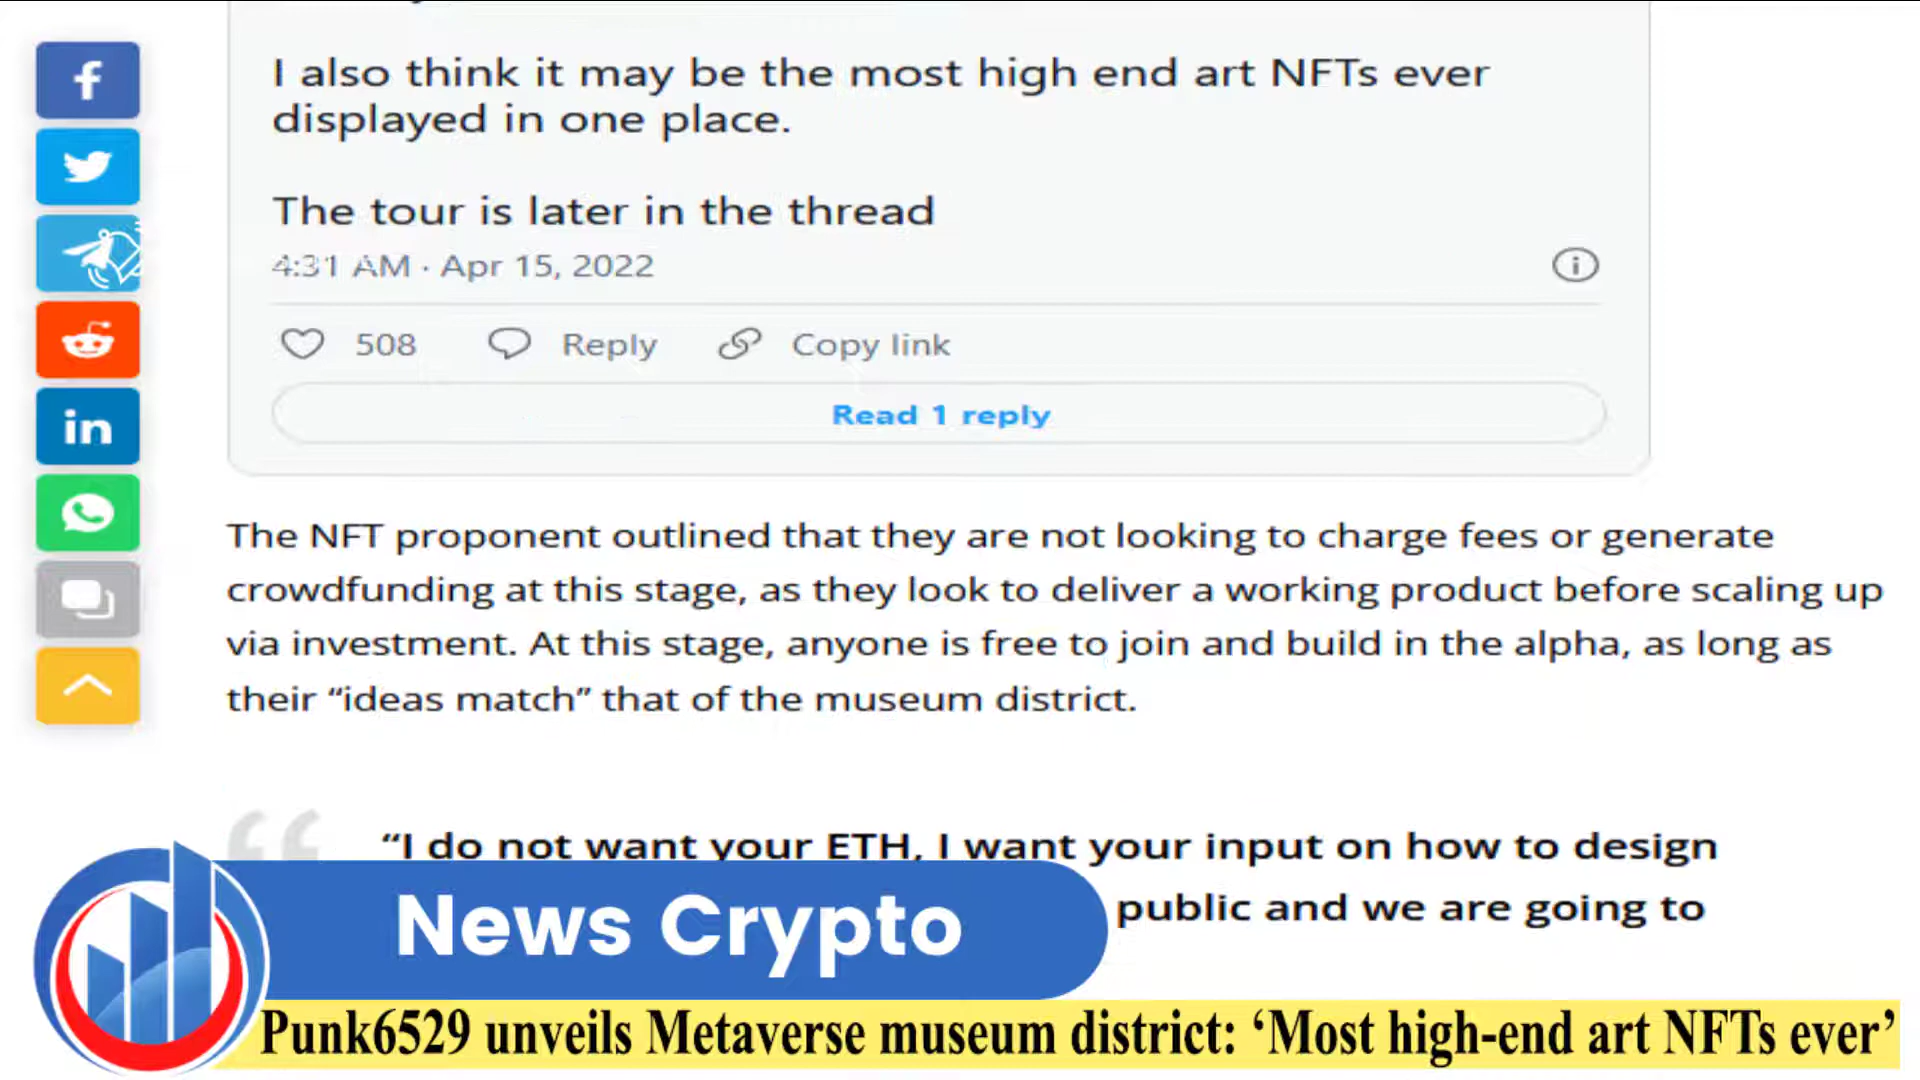 I also think it may be the most high end art NFTs ever
displayed in one place.
The tour is later in the thread
4:31 AM · Apr 15, 2022
508 Reply Copy link
Read 1 reply
The NFT proponent outlined that they are not looking to charge fees or generate
crowdfunding at this stage, as they look to deliver a working product before scaling up
via investment. At this stage, anyone is free to join and build in the alpha, as long as
their “ideas match” that of the museum district.
“I do not want your ETH, I want your input on how to design
public and we are going to
News Crypto
Punk6529 unveils Metaverse museum district: ‘Most high-end art NFTs ever’